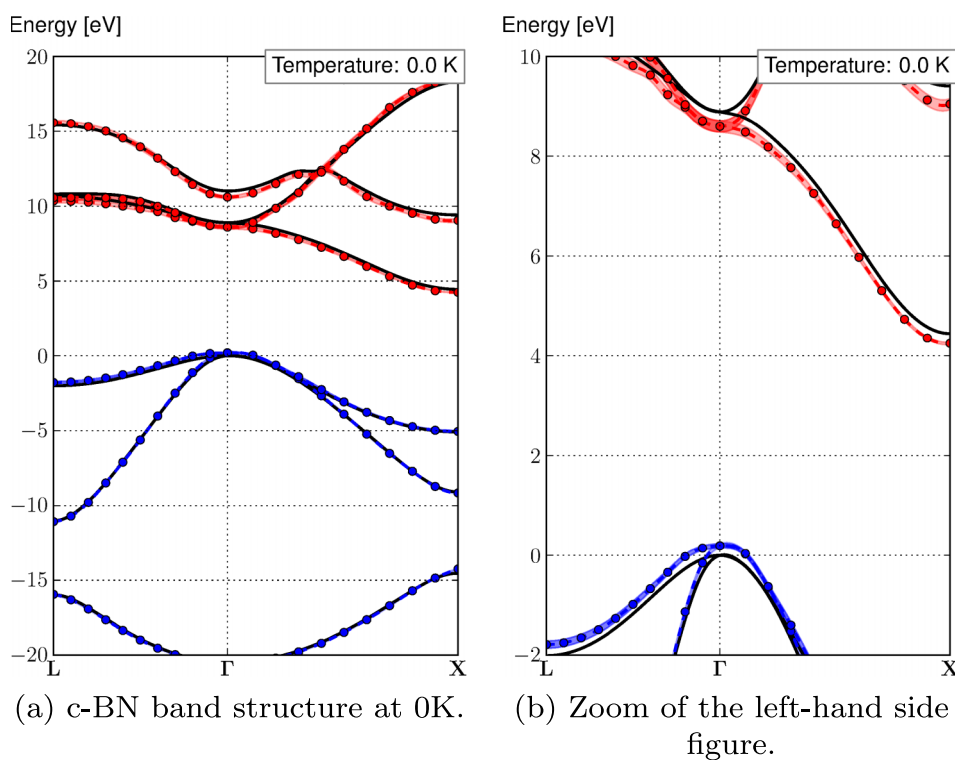 Energy [eV]
Temperature: 0.0 K
20
15
10
5
0
−5
−10
−15
−20
L
Γ
X
(a) c-BN band structure at 0K.
Energy [eV]
Temperature: 0.0 K
10
8
6
4
2
0
−2
L
Γ
X
(b) Zoom of the left-hand side
figure.